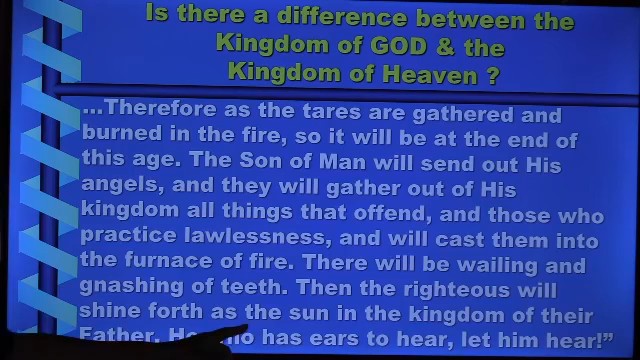 Is there a difference between the
Kingdom of GOD & the
Kingdom of Heaven ?
...Therefore as the tares are gathered and
burned in the fire, so it will be at the end of
this age. The Son of Man will send out His
angels, and they will gather out of His
kingdom all things that offend, and those who
practice lawlessness, and will cast them into
the furnace of fire. There will be wailing and
gnashing of teeth. Then the righteous will
shine forth as the sun in the kingdom of their
Father. He who has ears to hear, let him hear!”